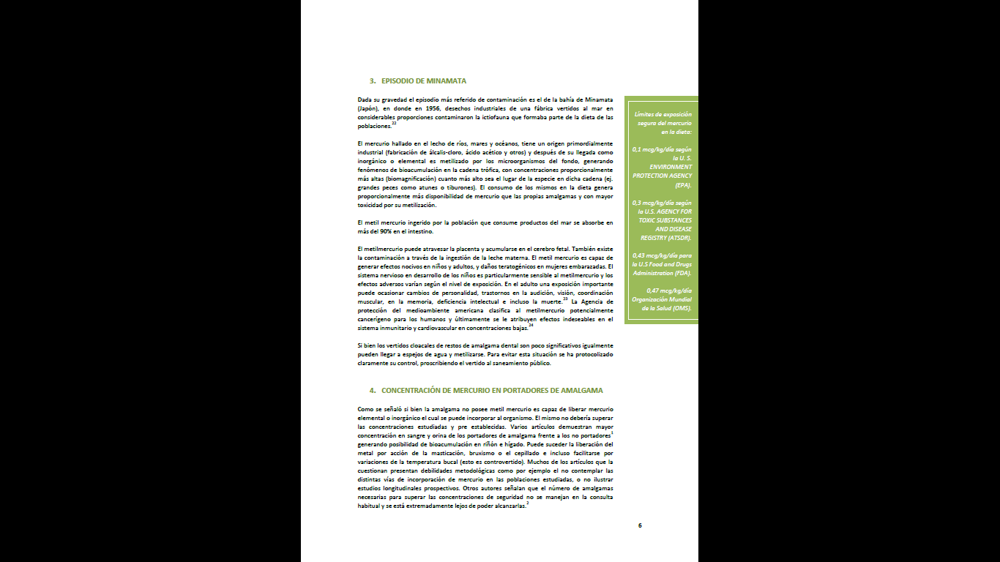 3. EPISODIO DE MINAMATA
Dada su gravedad el episodio más referido de contaminación es el de la bahía de Minamata
(Japón), en donde en 1956, desechos industriales de una fábrica vertidos al mar en
considerables proporciones contaminaron la ictiofauna que formaba parte de la dieta de las
poblaciones.22
El mercurio hallado en el lecho de ríos, mares y océanos, tiene un origen primordialmente
industrial (fabricación de álcalis-cloro, ácido acético y otros) y después de su llegada como
inorgánico o elemental es metilizado por los microorganismos del fondo, generando
fenómenos de bioacumulación en la cadena trófica, con concentraciones proporcionalmente
más altas (biomagnificación) cuanto más alto sea el lugar de la especie en dicha cadena (ej.
grandes peces como atunes o tiburones). El consumo de los mismos en la dieta genera
proporcionalmente más disponibilidad de mercurio que las propias amalgamas y con mayor
toxicidad por su metilización.
El metil mercurio ingerido por la población que consume productos del mar se absorbe en
más del 90% en el intestino.
El metilmercurio puede atravesar la placenta y acumularse en el cerebro fetal. También existe
la contaminación a través de la ingestión de la leche materna. El metil mercurio es capaz de
generar efectos nocivos en niños y adultos, y daños teratogénicos en mujeres embarazadas. El
sistema nervioso en desarrollo de los niños es particularmente sensible al metilmercurio y los
efectos adversos varían según el nivel de exposición. En el adulto una exposición importante
puede ocasionar cambios de personalidad, trastornos en la audición, visión, coordinación
muscular, en la memoria, deficiencia intelectual e incluso la muerte.23 La Agencia de
protección del medioambiente americana clasifica al metilmercurio potencialmente
cancerígeno para los humanos y últimamente se le atribuyen efectos indeseables en el
sistema inmunitario y cardiovascular en concentraciones bajas.24
Si bien los vertidos cloacales de restos de amalgama dental son poco significativos igualmente
pueden llegar a espejos de agua y metilizarse. Para evitar esta situación se ha protocolizado
claramente su control, proscribiendo el vertido al saneamiento público.
4. CONCENTRACIÓN DE MERCURIO EN PORTADORES DE AMALGAMA
Como se señaló si bien la amalgama no posee metil mercurio es capaz de liberar mercurio
elemental o inorgánico el cual se puede incorporar al organismo. El mismo no debería superar
las concentraciones estudiadas y pre establecidas. Varios artículos demuestran mayor
concentración en sangre y orina de los portadores de amalgama frente a los no portadores1
generando posibilidad de bioacumulación en riñón e hígado. Puede suceder la liberación del
metal por acción de la masticación, bruxismo o el cepillado e incluso facilitarse por
variaciones de la temperatura bucal (esto es controvertido). Muchos de los artículos que la
cuestionan presentan debilidades metodológicas como por ejemplo el no contemplar las
distintas vías de incorporación de mercurio en las poblaciones estudiadas, o no ilustrar
estudios longitudinales prospectivos. Otros autores señalan que el número de amalgamas
necesarias para superar las concentraciones de seguridad no se manejan en la consulta
habitual y se está extremadamente lejos de poder alcanzarlas.2
Límites de exposición
segura del mercurio
en la dieta:
0,1 mcg/kg/día según
la U. S.
ENVIRONMENT
PROTECTION AGENCY
(EPA).
0,3 mcg/kg/día según
la U.S. AGENCY FOR
TOXIC SUBSTANCES
AND DISEASE
REGISTRY (ATSDR).
0,43 mcg/kg/día para
la U.S Food and Drugs
Administration (FDA).
0,47 mcg/kg/día
Organización Mundial
de la Salud (OMS).
6